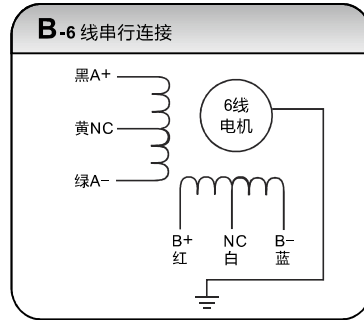 B-6 线串行连接
黑A+
黄NC
绿A−
6线
电机
B+ NC B−
红 白 蓝